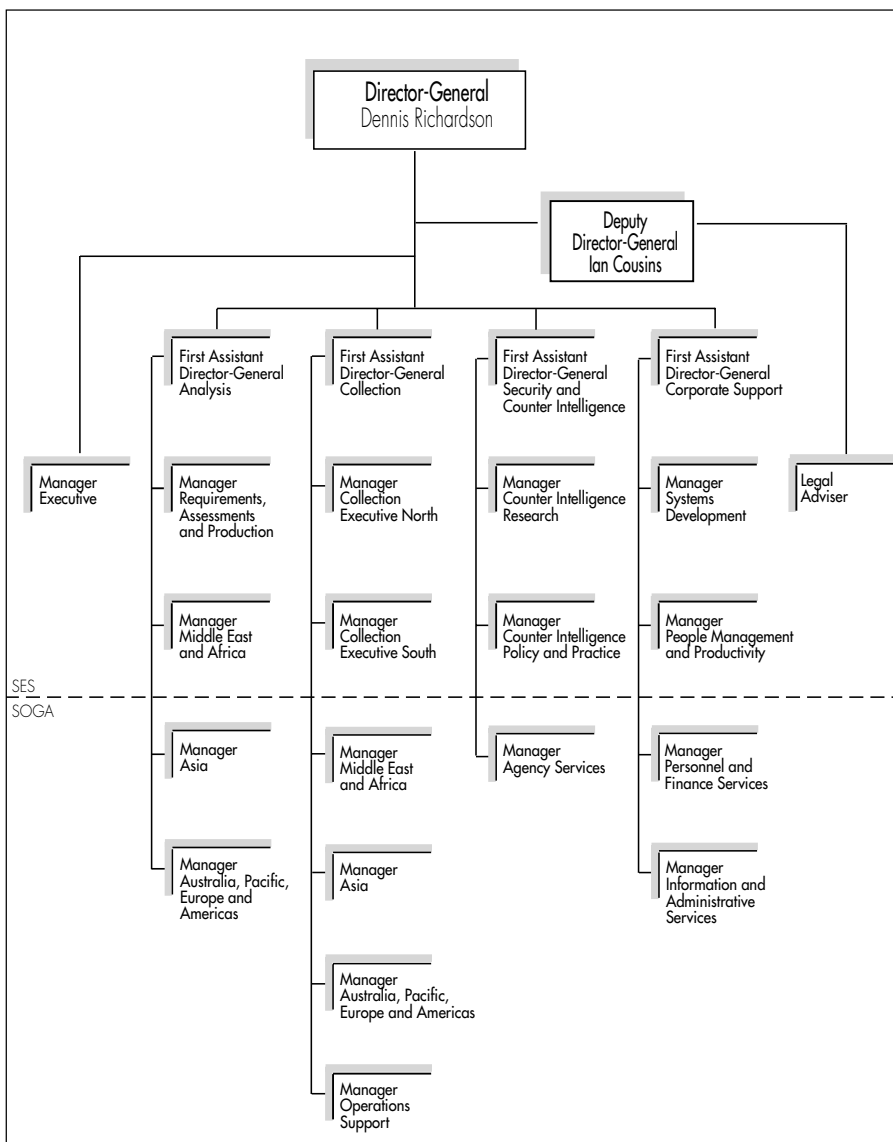 Director-General
Dennis Richardson
Deputy
Director-General
Ian Cousins
First Assistant
Director-General
Analysis
First Assistant
Director-General
Collection
First Assistant
Director-General
Security and
Counter Intelligence
First Assistant
Director-General
Corporate Support
Manager
Executive
Manager
Requirements,
Assessments
and Production
Manager
Collection
Executive North
Manager
Counter Intelligence
Research
Manager
Systems
Development
Legal
Adviser
Manager
Middle East
and Africa
Manager
Collection
Executive South
Manager
Counter Intelligence
Policy and Practice
Manager
People Management
and Productivity
SES
SOGA
Manager
Asia
Manager
Middle East
and Africa
Manager
Agency Services
Manager
Personnel and
Finance Services
Manager
Australia, Pacific,
Europe and
Americas
Manager
Asia
Manager
Information and
Administrative
Services
Manager
Australia, Pacific,
Europe and Americas
Manager
Operations
Support